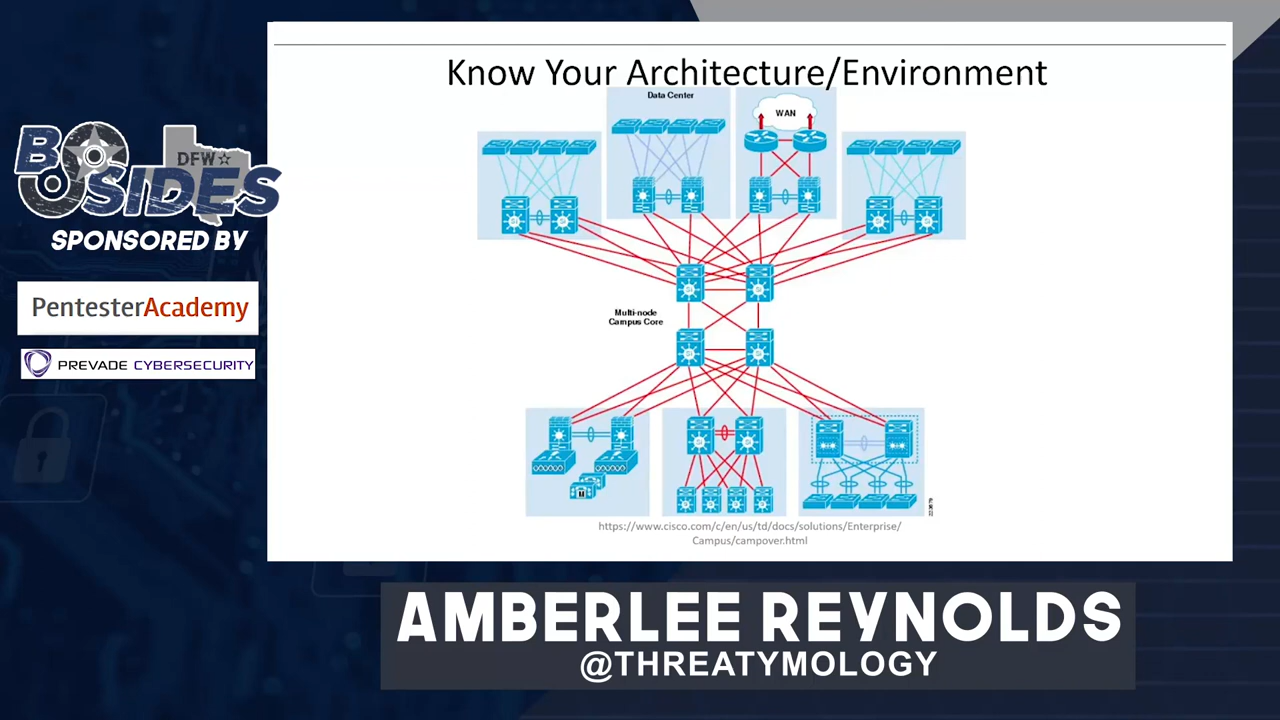 Know Your Architecture/Environment
Data Center
WAN
Multi-node
Campus Core
https://www.cisco.com/c/en/us/td/docs/solutions/Enterprise/
Campus/campover.html
BSIDES
DFW
SPONSORED BY
PentesterAcademy
PREVADE CYBERSECURITY
AMBERLEE REYNOLDS
@THREATYMOLOGY